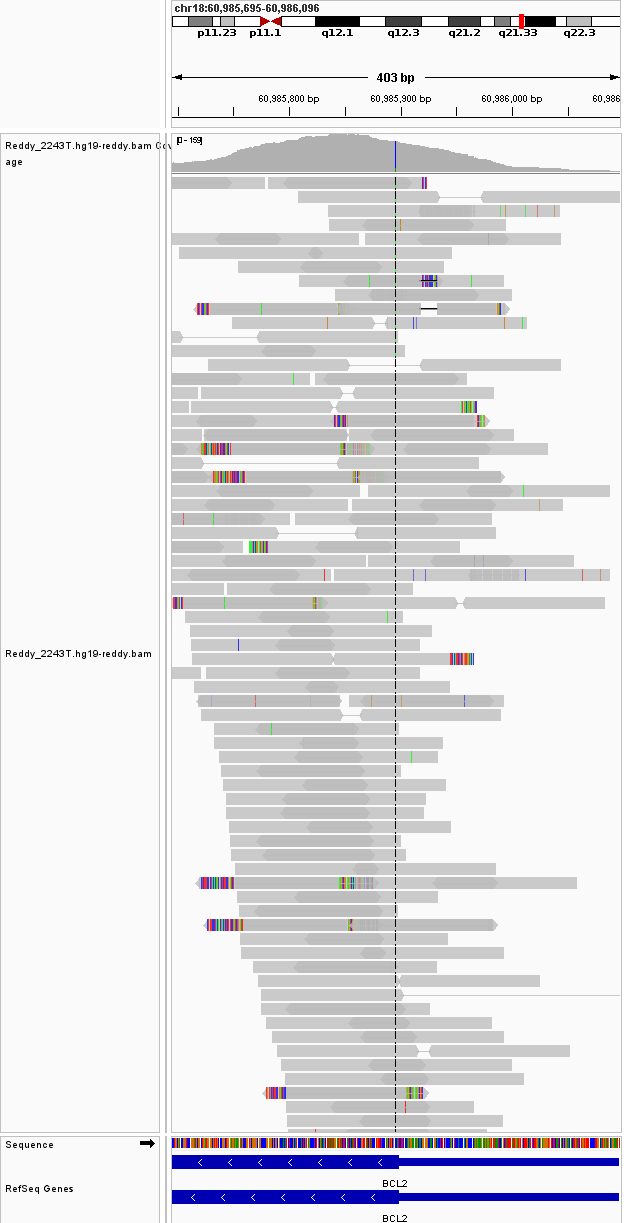 chr18:60,985,695-60,986,096
p11.23 p11.1 q12.1 q12.3 q21.2 q21.33 q22.3
403 bp
60,985,800 bp 60,985,900 bp 60,986,000 bp 60,986
Reddy_2243T.hg19-reddy.bam Cov
age
[0 - 159]
Reddy_2243T.hg19-reddy.bam
Sequence
BCL2
RefSeq Genes
BCL2